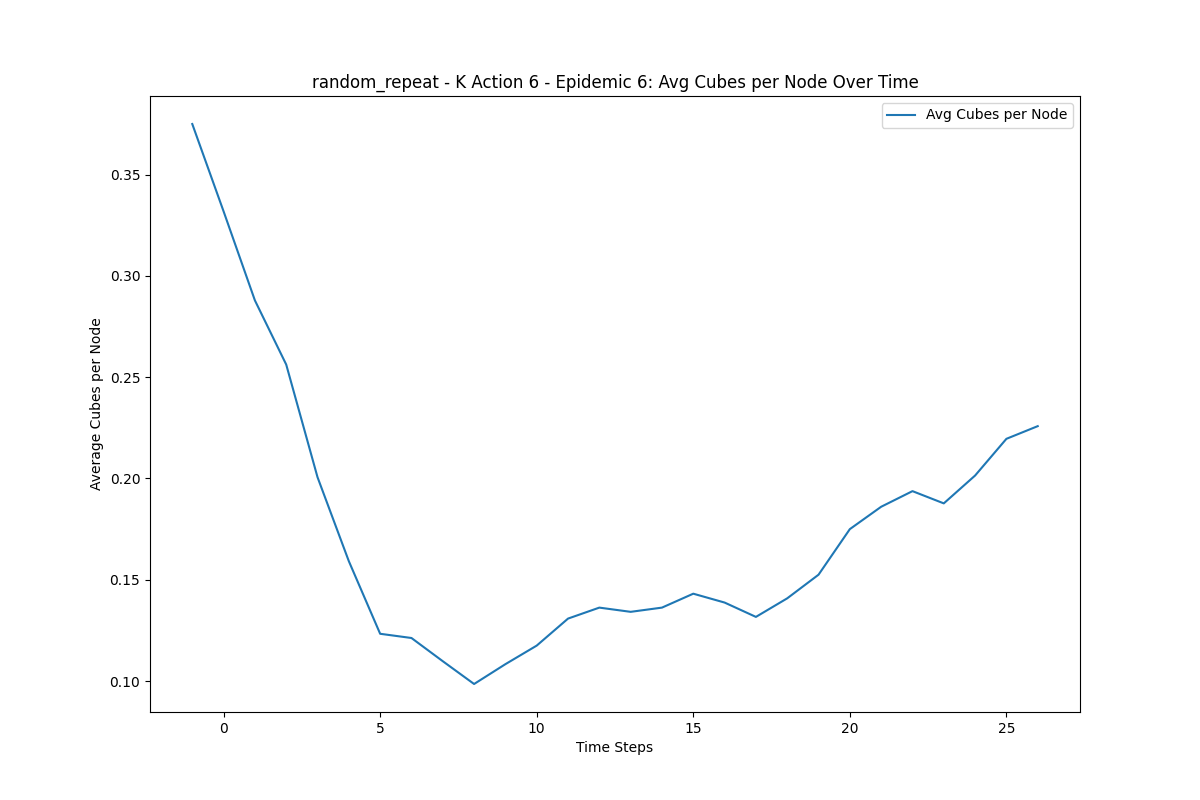 random_repeat - K Action 6 - Epidemic 6: Avg Cubes per Node Over Time
Avg Cubes per Node
Average Cubes per Node
0.35
0.30
0.25
0.20
0.15
0.10
0 5 10 15 20 25
Time Steps